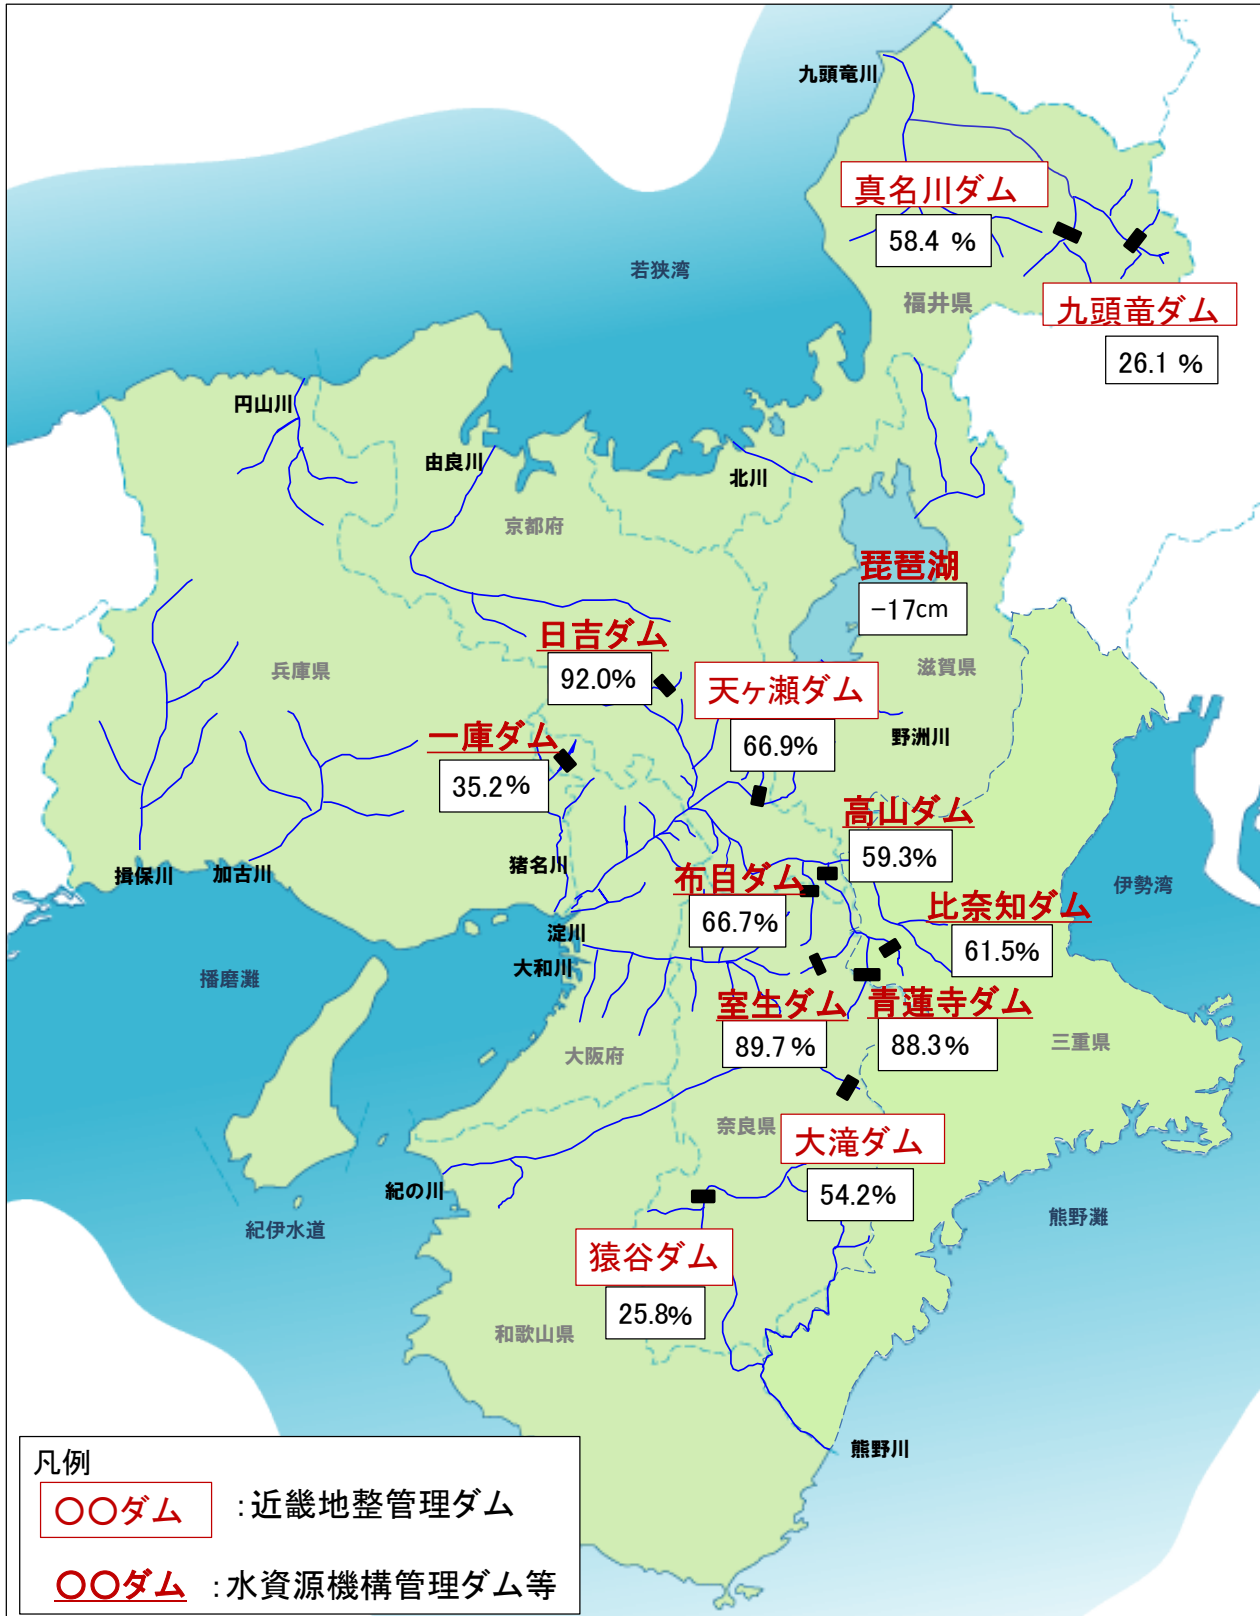 九頭竜川
真名川ダム
58.4 %
若狭湾
福井県
九頭竜ダム
26.1 %
円山川
由良川
北川
京都府
琵琶湖
−17cm
日吉ダム
92.0%
兵庫県
滋賀県
天ヶ瀬ダム
66.9%
野洲川
一庫ダム
35.2%
高山ダム
59.3%
猪名川
揖保川
加古川
布目ダム
66.7%
伊勢湾
比奈知ダム
61.5%
淀川
大和川
播磨灘
室生ダム
89.7%
青蓮寺ダム
88.3%
大阪府
三重県
奈良県
大滝ダム
54.2%
紀の川
紀伊水道
熊野灘
猿谷ダム
25.8%
和歌山県
熊野川
凡例
〇〇ダム :近畿地整管理ダム
〇〇ダム :水資源機構管理ダム等